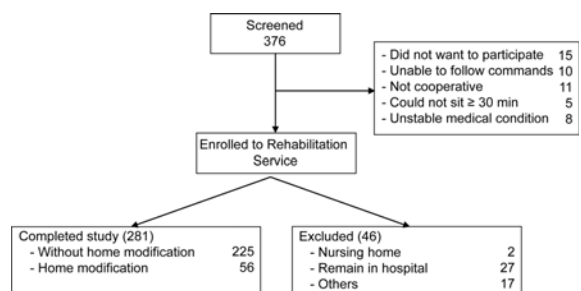 Screened
376
- Did not want to participate 15
- Unable to follow commands 10
- Not cooperative 11
- Could not sit ≥ 30 min 5
- Unstable medical condition 8
Enrolled to Rehabilitation
Service
Completed study (281)
- Without home modification 225
- Home modification 56
Excluded (46)
- Nursing home 2
- Remain in hospital 27
- Others 17